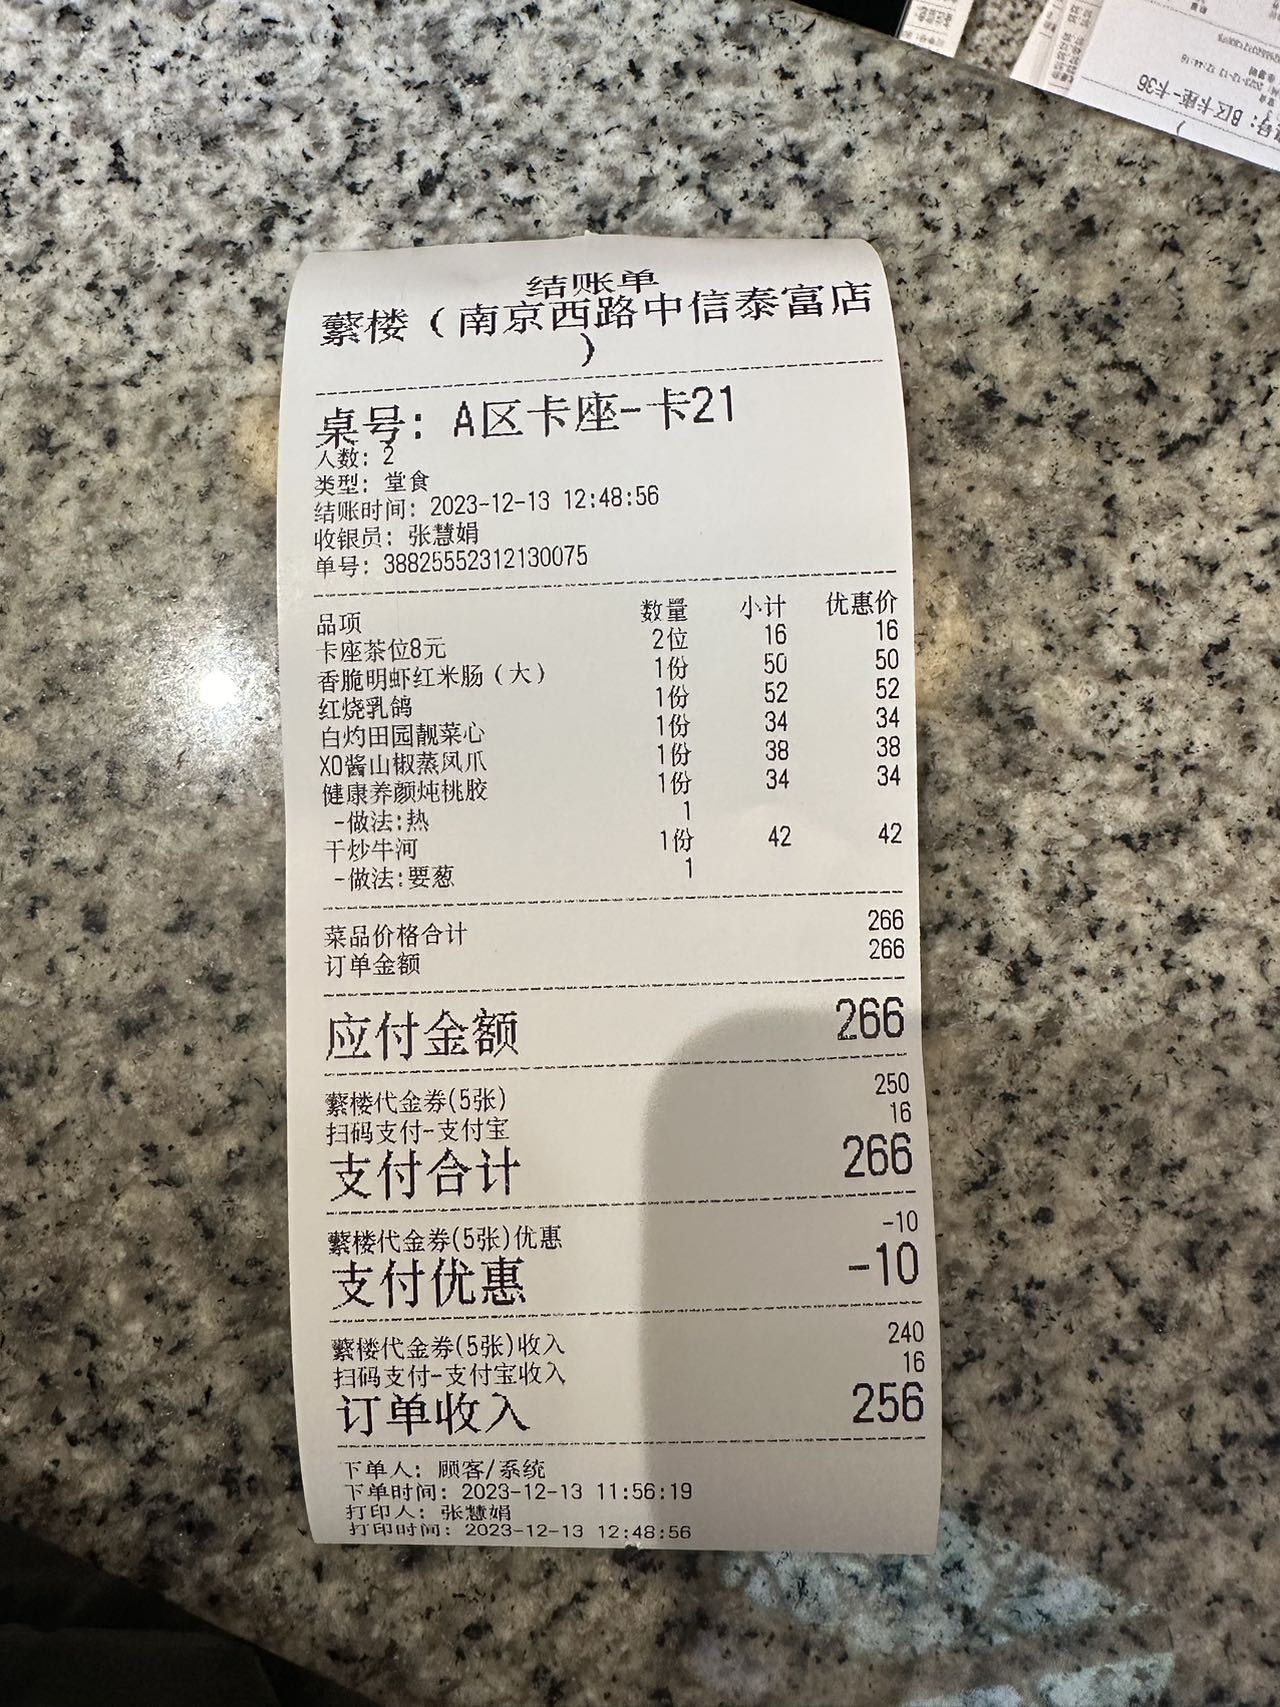 结账单
蘩楼（南京西路中信泰富店
）
桌号: A区卡座-卡21
人数: 2
类型: 堂食
结账时间: 2023-12-13 12:48:56
收银员: 张慧娟
单号: 38825552312130075
品项 数量 小计 优惠价
卡座茶位8元 2位 16 16
香脆明虾红米肠（大） 1份 50 50
红烧乳鸽 1份 52 52
白灼田园靓菜心 1份 34 34
XO酱山椒蒸凤爪 1份 38 38
健康养颜炖桃胶 1份 34 34
-做法:热 1
干炒牛河 1份 42 42
-做法:要葱 1
菜品价格合计 266
订单金额 266
应付金额 266
蘩楼代金券(5张) 250
扫码支付-支付宝 16
支付合计 266
蘩楼代金券(5张)优惠 -10
支付优惠 -10
蘩楼代金券(5张)收入 240
扫码支付-支付宝收入 16
订单收入 256
下单人: 顾客/系统
下单时间: 2023-12-13 11:56:19
打印人: 张慧娟
打印时间: 2023-12-13 12:48:56
号: B区卡座-卡36